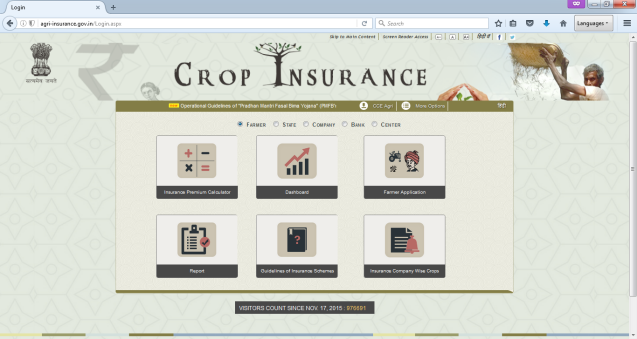 Login
agri-insurance.gov.in/Login.aspx
Search
Languages
Skip to Main Content | Screen Reader Access | A- | A | A+ | हिंदी में
सत्यमेव जयते
CROP INSURANCE
Operational Guidelines of "Pradhan Mantri Fasal Bima Yojana" (PMFBY)
CCE Agri
More Options
हिंदी
FARMER STATE COMPANY BANK CENTER
Insurance Premium Calculator
Dashboard
Farmer Application
Report
Guidelines of Insurance Schemes
Insurance Company Wise Crops
VISITORS COUNT SINCE NOV. 17, 2015 : 876691